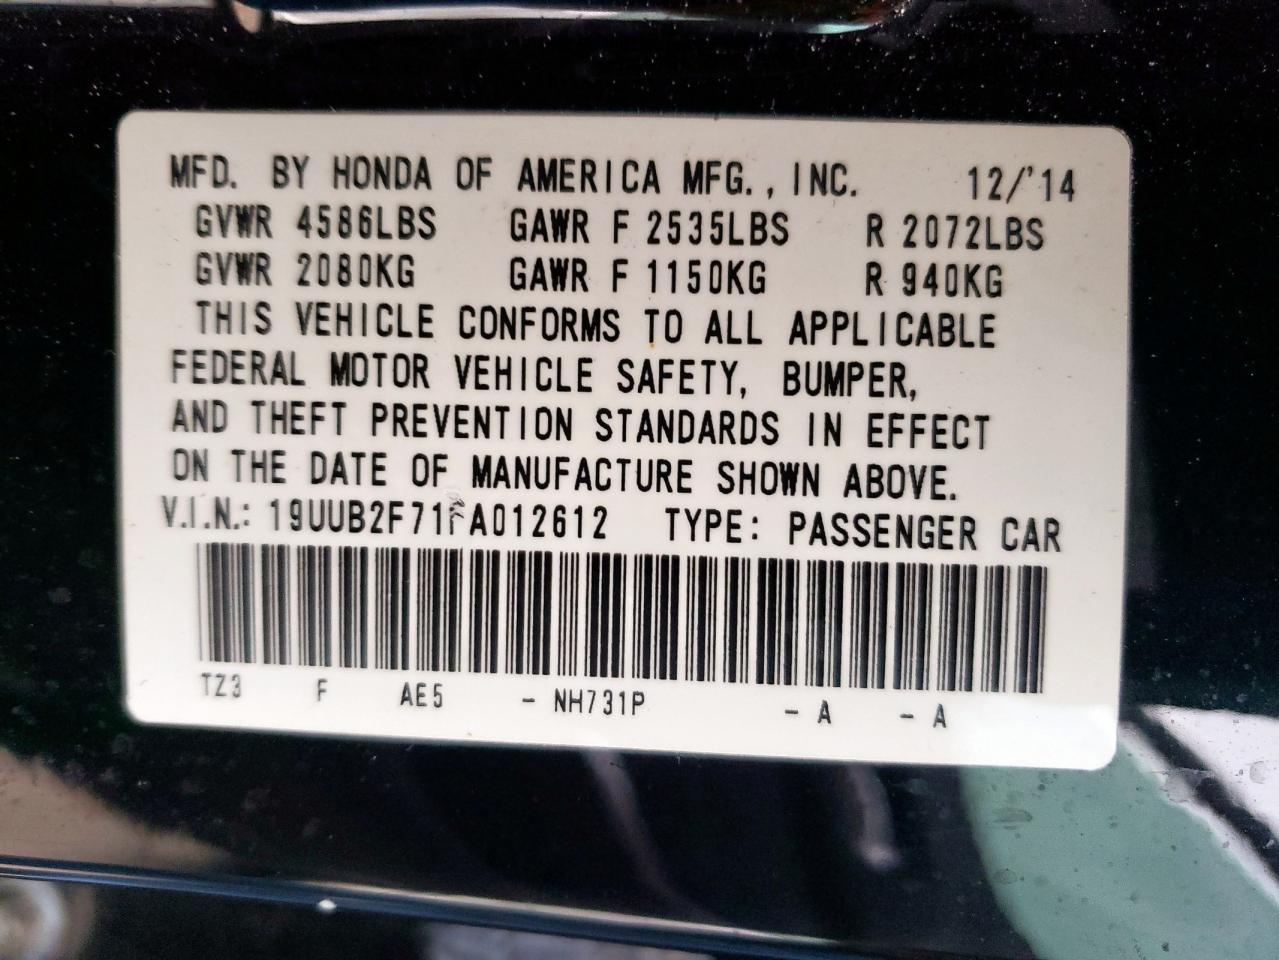 MFD. BY HONDA OF AMERICA MFG., INC. 12/'14
GVWR 4586LBS GAWR F 2535LBS R 2072LBS
GVWR 2080KG GAWR F 1150KG R 940KG
THIS VEHICLE CONFORMS TO ALL APPLICABLE
FEDERAL MOTOR VEHICLE SAFETY, BUMPER,
AND THEFT PREVENTION STANDARDS IN EFFECT
ON THE DATE OF MANUFACTURE SHOWN ABOVE.
V.I.N.: 19UUB2F71FA012612 TYPE: PASSENGER CAR
TZ3 F AE5 - NH731P - A - A